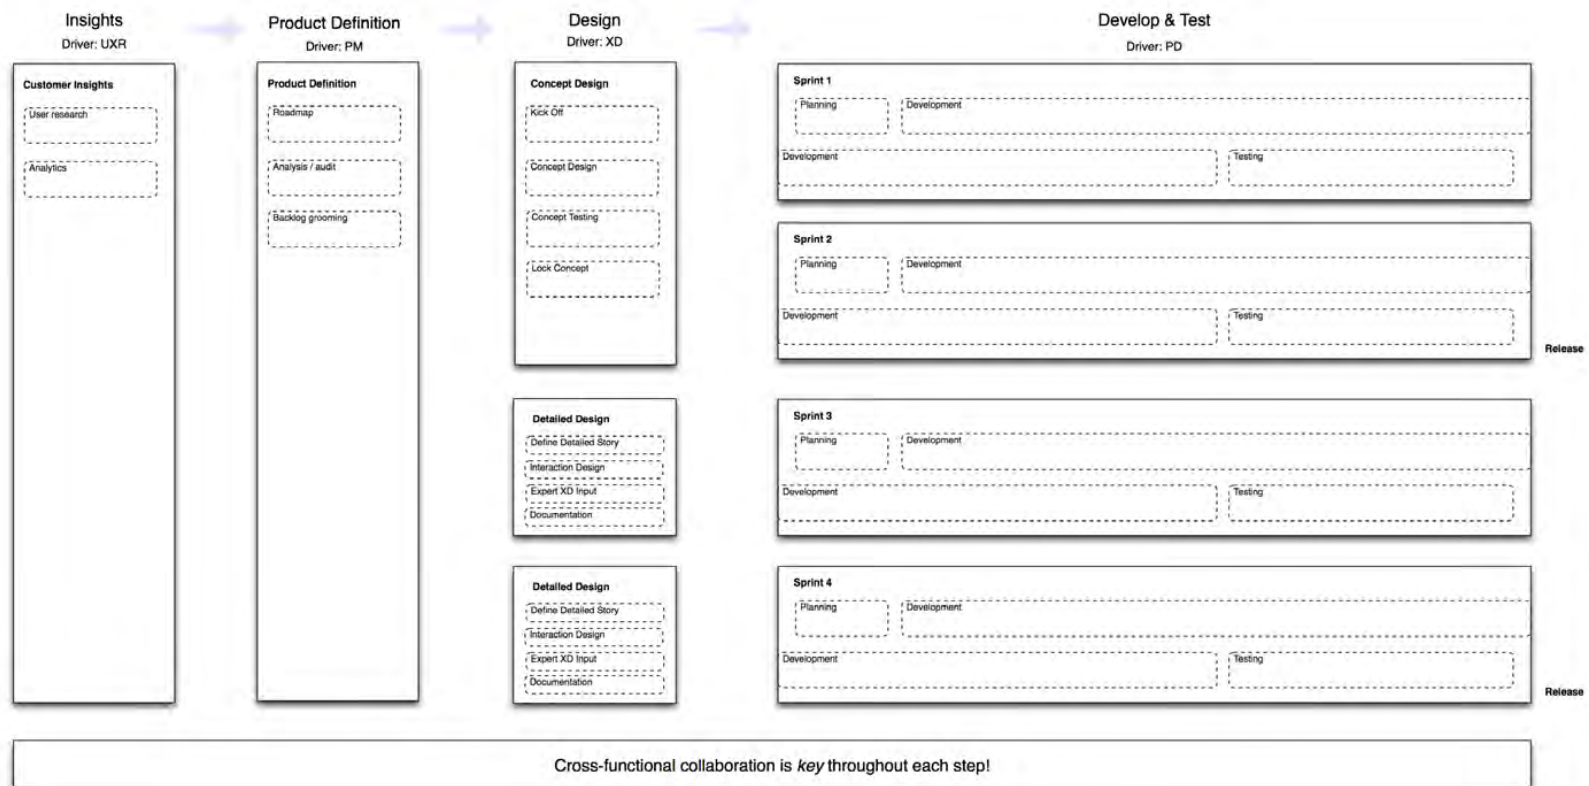 Insights
Driver: UXR
Customer Insights
User research
Analytics
Product Definition
Driver: PM
Product Definition
Roadmap
Analysis / audit
Backlog grooming
Design
Driver: XD
Concept Design
Kick Off
Concept Design
Concept Testing
Lock Concept
Detailed Design
Define Detailed Story
Interaction Design
Expert XD Input
Documentation
Detailed Design
Define Detailed Story
Interaction Design
Expert XD Input
Documentation
Develop & Test
Driver: PD
Sprint 1
Planning
Development
Development
Testing
Sprint 2
Planning
Development
Development
Testing
Release
Sprint 3
Planning
Development
Development
Testing
Sprint 4
Planning
Development
Development
Testing
Release
Cross-functional collaboration is key throughout each step!